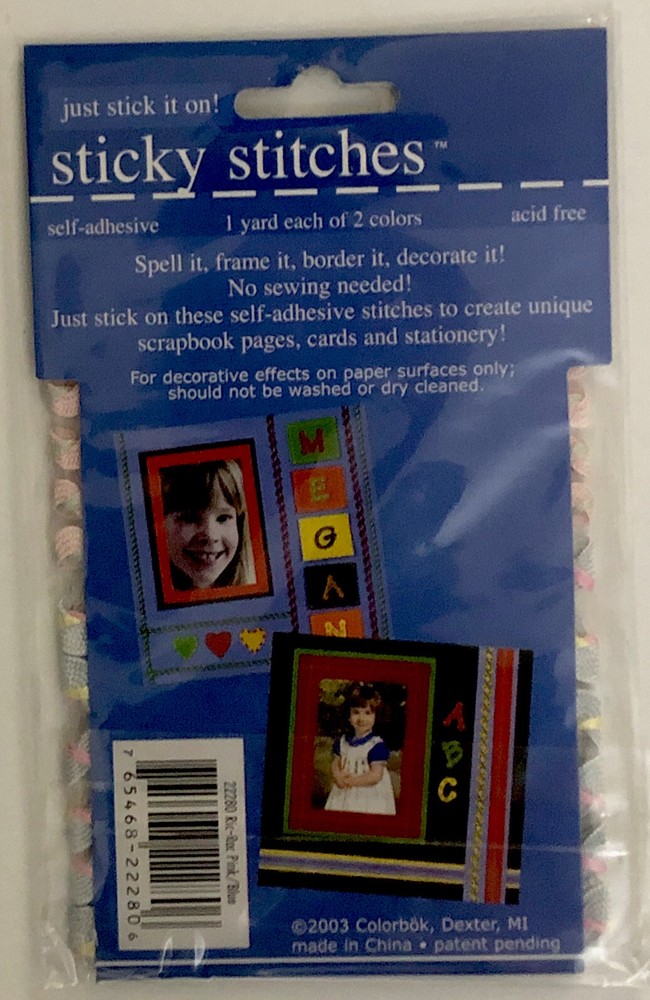 just stick it on!
sticky stitches™
self-adhesive 1 yard each of 2 colors acid free
Spell it, frame it, border it, decorate it!
No sewing needed!
Just stick on these self-adhesive stitches to create unique
scrapbook pages, cards and stationery!
For decorative effects on paper surfaces only;
should not be washed or dry cleaned.
M
E
G
A
N
A
B
C
22280 Ric-Rac Pink/Blue
7 65468-22280 6
©2003 Colorbök, Dexter, MI
made in China • patent pending